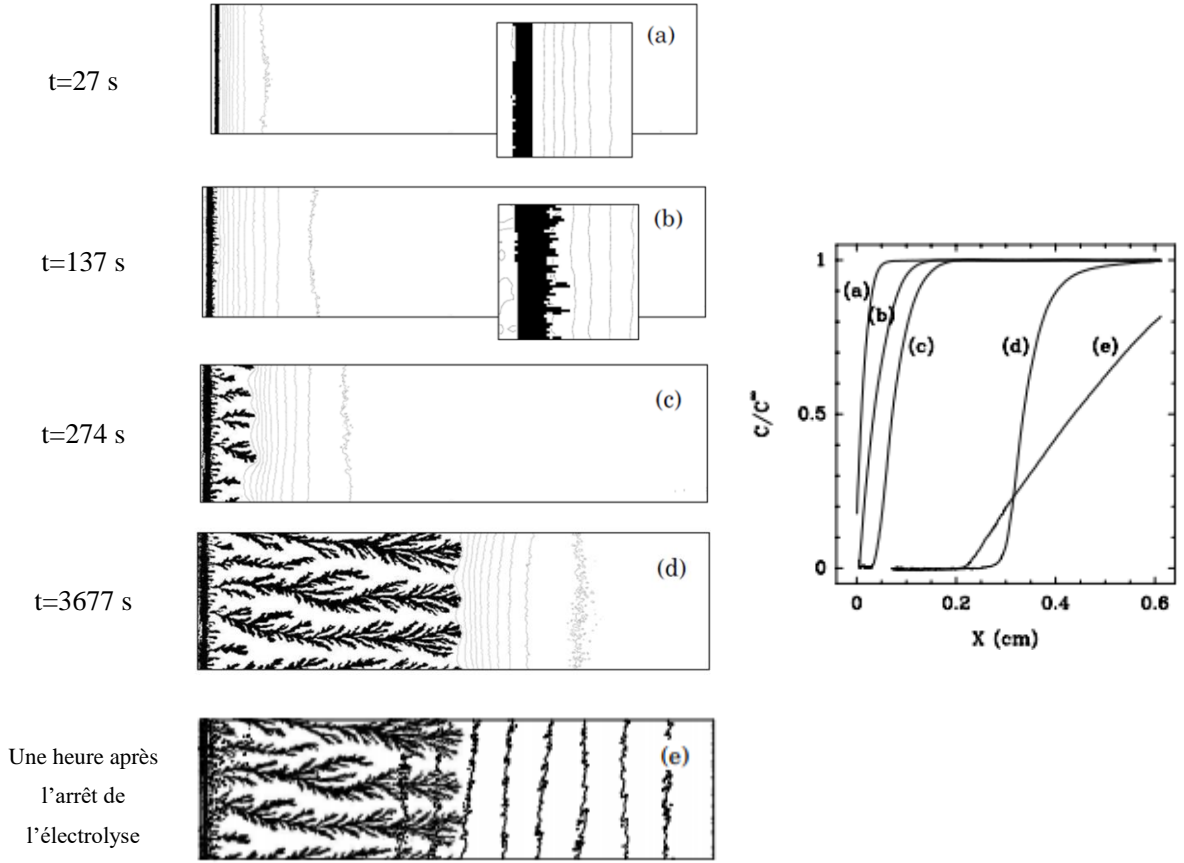 t=27 s
(a)
t=137 s
(b)
t=274 s
(c)
t=3677 s
(d)
Une heure après
l'arrêt de
l'électrolyse
(e)
C/C∞
1
0.5
0
(a)
(b)
(c)
(d)
(e)
0
0.2
0.4
0.6
X (cm)